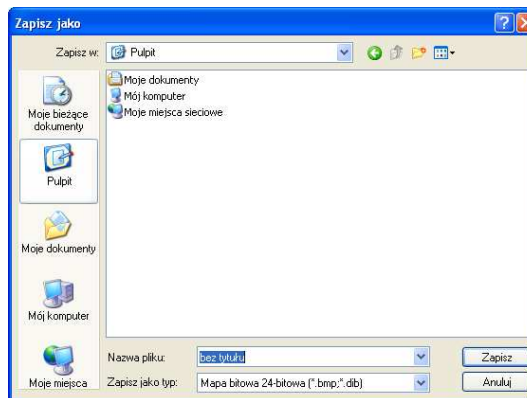 Zapisz jako
Zapisz w: Pulpit
Moje dokumenty
Mój komputer
Moje miejsca sieciowe
Moje bieżące
dokumenty
Pulpit
Moje dokumenty
Mój komputer
Moje miejsca
Nazwa pliku: bez tytułu Zapisz
Zapisz jako typ: Mapa bitowa 24-bitowa (*.bmp;*.dib) Anuluj